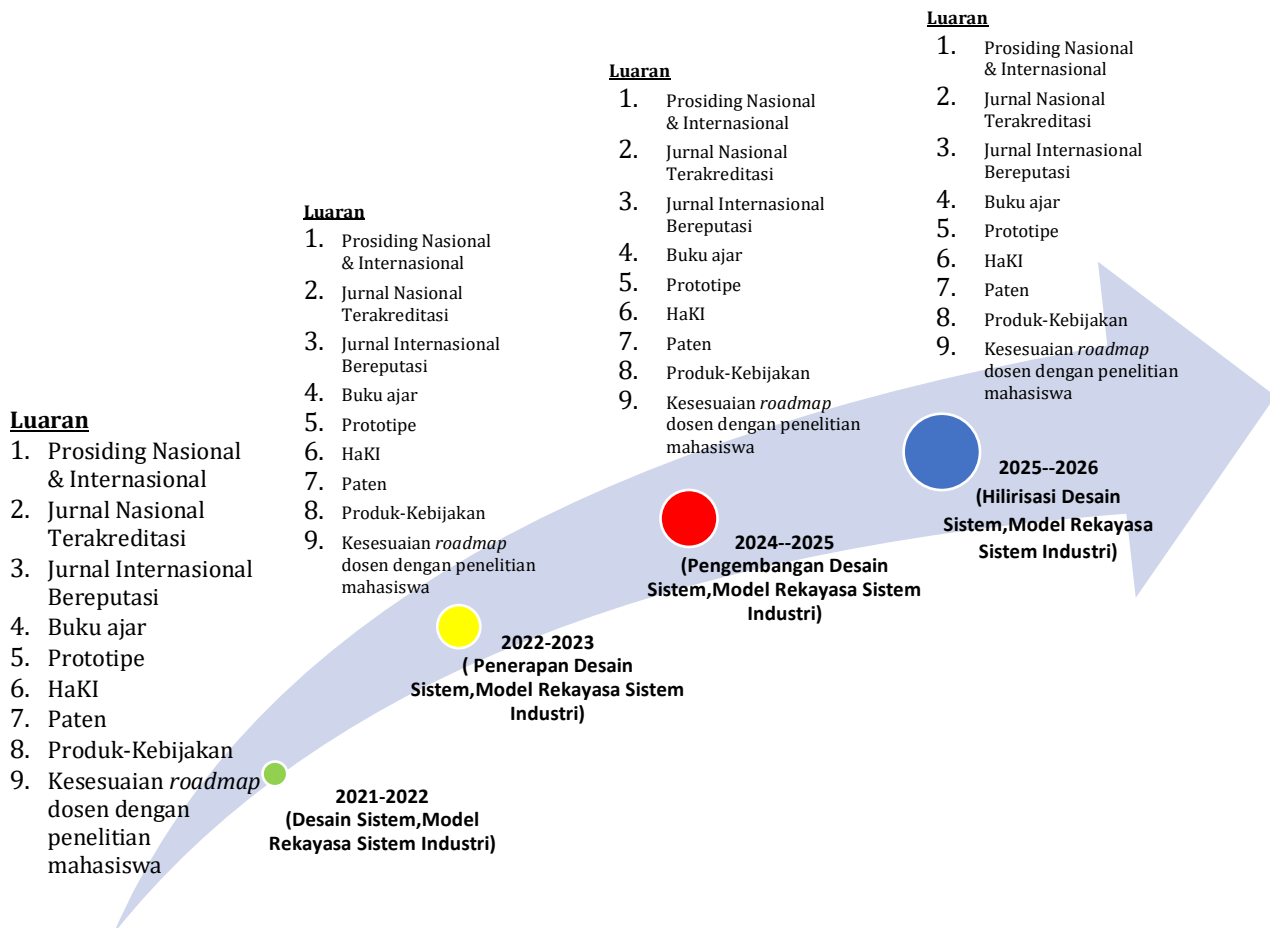 Luaran
1. Prosiding Nasional
& Internasional
2. Jurnal Nasional
Terakreditasi
3. Jurnal Internasional
Bereputasi
4. Buku ajar
5. Prototipe
6. HaKI
7. Paten
8. Produk-Kebijakan
9. Kesesuaian roadmap
dosen dengan
penelitian
mahasiswa
2021-2022
(Desain Sistem,Model
Rekayasa Sistem Industri)
Luaran
1. Prosiding Nasional
& Internasional
2. Jurnal Nasional
Terakreditasi
3. Jurnal Internasional
Bereputasi
4. Buku ajar
5. Prototipe
6. HaKI
7. Paten
8. Produk-Kebijakan
9. Kesesuaian roadmap
dosen dengan penelitian
mahasiswa
2022-2023
( Penerapan Desain
Sistem,Model Rekayasa Sistem
Industri)
Luaran
1. Prosiding Nasional
& Internasional
2. Jurnal Nasional
Terakreditasi
3. Jurnal Internasional
Bereputasi
4. Buku ajar
5. Prototipe
6. HaKI
7. Paten
8. Produk-Kebijakan
9. Kesesuaian roadmap
dosen dengan penelitian
mahasiswa
2024--2025
(Pengembangan Desain
Sistem,Model Rekayasa Sistem
Industri)
Luaran
1. Prosiding Nasional
& Internasional
2. Jurnal Nasional
Terakreditasi
3. Jurnal Internasional
Bereputasi
4. Buku ajar
5. Prototipe
6. HaKI
7. Paten
8. Produk-Kebijakan
9. Kesesuaian roadmap
dosen dengan penelitian
mahasiswa
2025--2026
(Hilirisasi Desain
Sistem,Model Rekayasa
Sistem Industri)